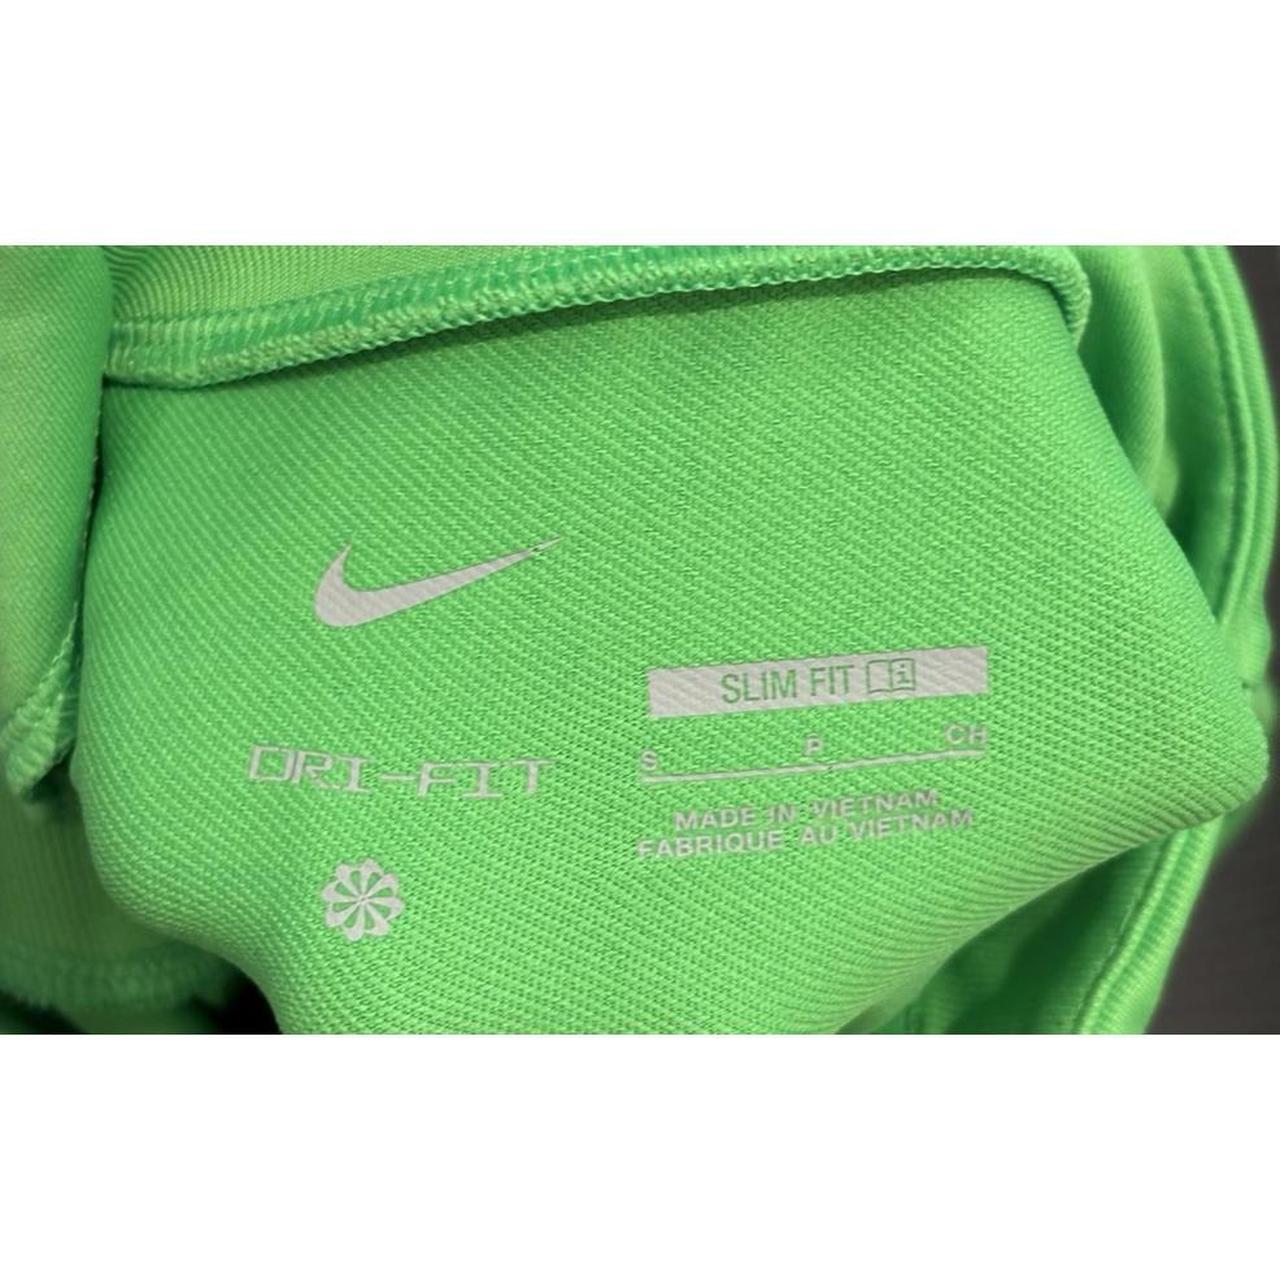 DRI-FIT
SLIM FIT
S P CH
MADE IN VIETNAM
FABRIQUE AU VIETNAM